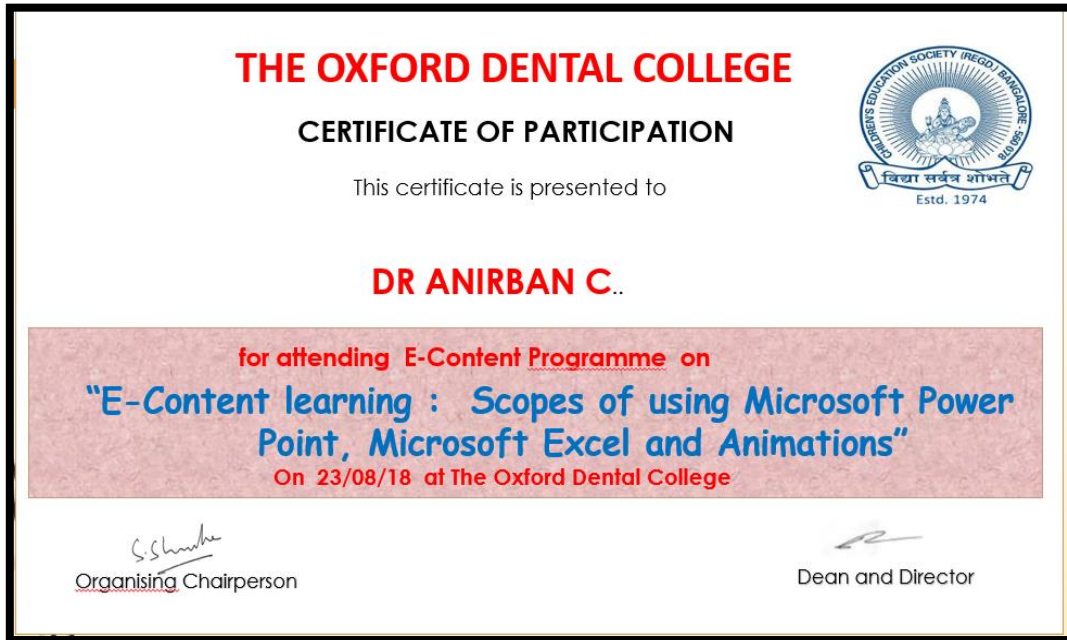 THE OXFORD DENTAL COLLEGE
CHILDREN'S EDUCATION SOCIETY (REGD.) BANGALORE - 560 078
विद्या सर्वत्र शोभते
Estd. 1974
CERTIFICATE OF PARTICIPATION
This certificate is presented to
DR ANIRBAN C..
for attending E-Content Programme on
“E-Content learning : Scopes of using Microsoft Power
Point, Microsoft Excel and Animations”
On 23/08/18 at The Oxford Dental College
Organising Chairperson
Dean and Director